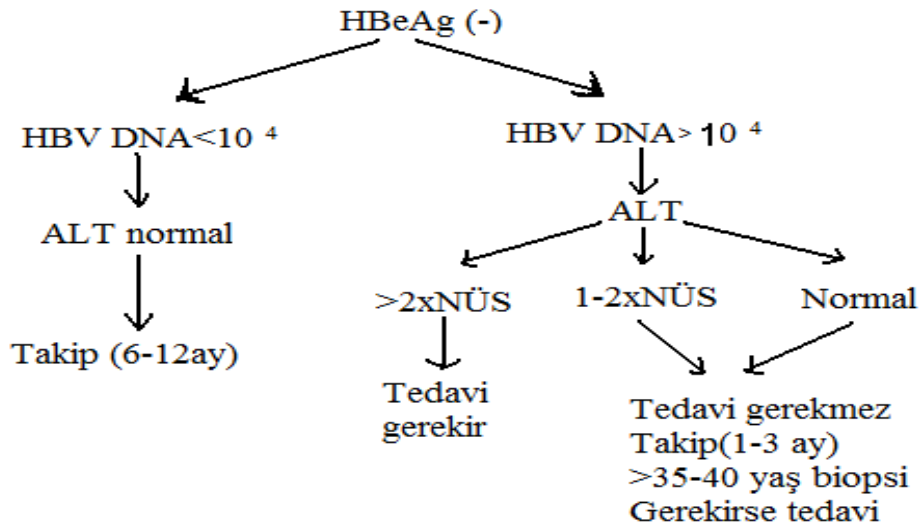 HBeAg (-)
HBV DNA<10 4
HBV DNA> 10 4
ALT normal
ALT
>2xNÜS
1-2xNÜS
Normal
Takip (6-12ay)
Tedavi
gerekir
Tedavi gerekmez
Takip(1-3 ay)
>35-40 yaş biopsi
Gerekirse tedavi